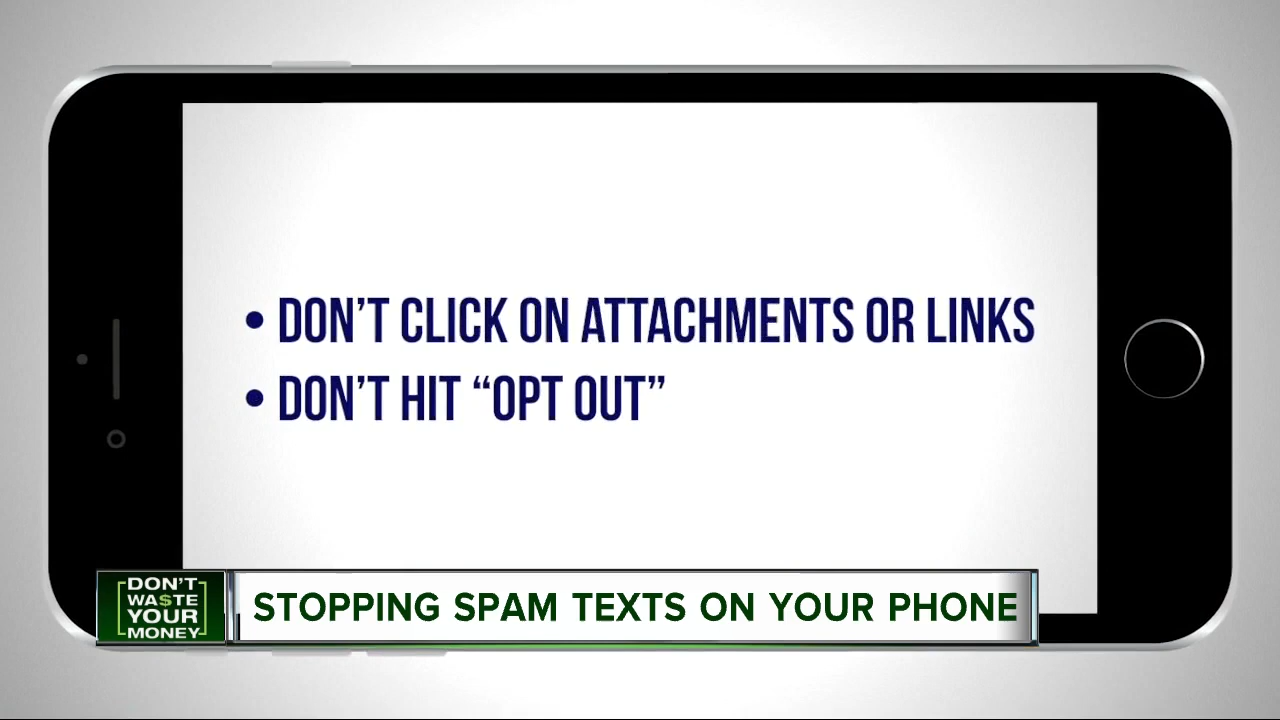 • DON’T CLICK ON ATTACHMENTS OR LINKS
• DON’T HIT “OPT OUT”
DON'T
WA$TE
YOUR
MONEY
STOPPING SPAM TEXTS ON YOUR PHONE